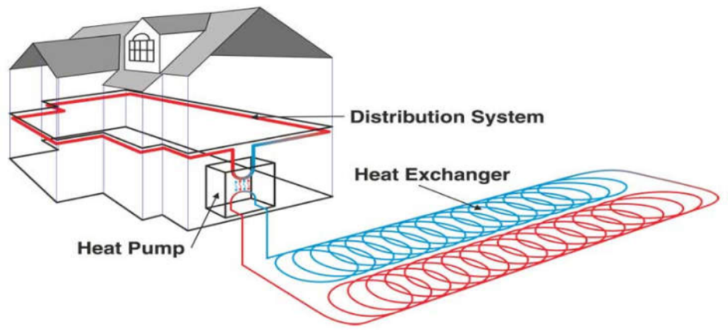 Distribution System
Heat Exchanger
Heat Pump